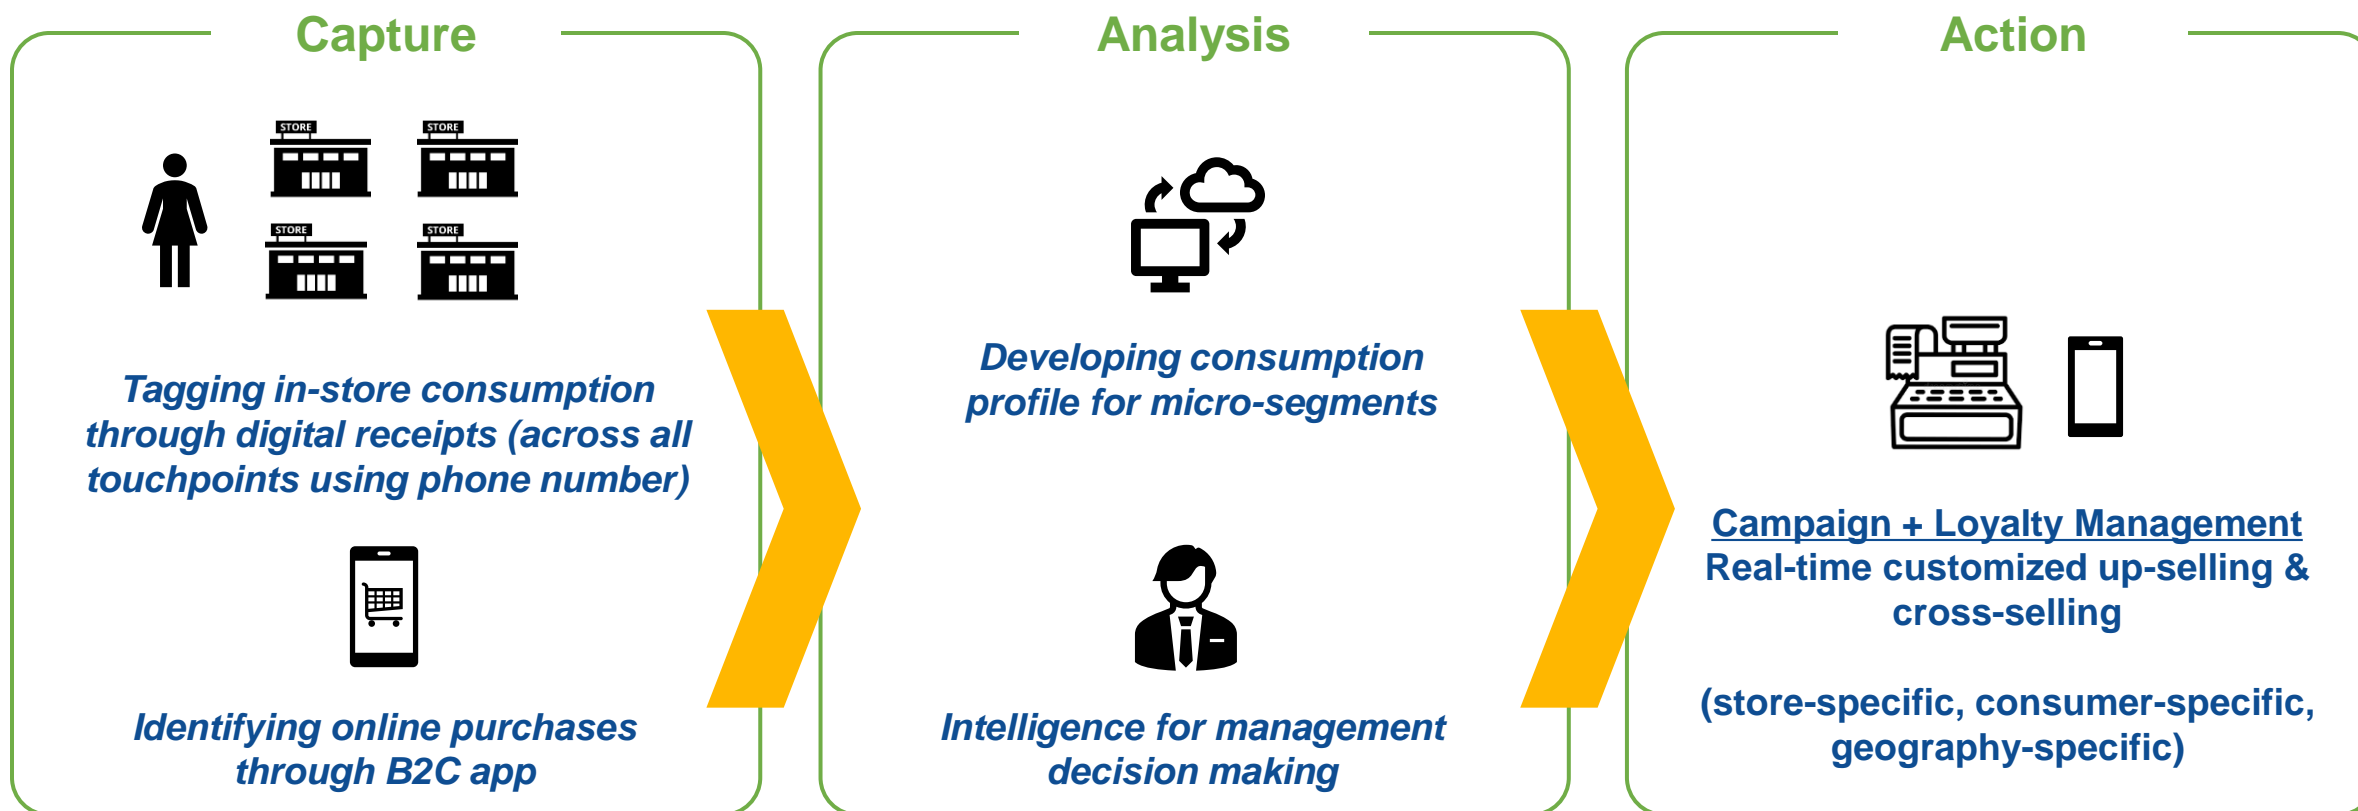 Capture
STORE
STORE
STORE
STORE
Tagging in-store consumption
through digital receipts (across all
touchpoints using phone number)
Identifying online purchases
through B2C app
Analysis
Developing consumption
profile for micro-segments
Intelligence for management
decision making
Action
Campaign + Loyalty Management
Real-time customized up-selling &
cross-selling
(store-specific, consumer-specific,
geography-specific)